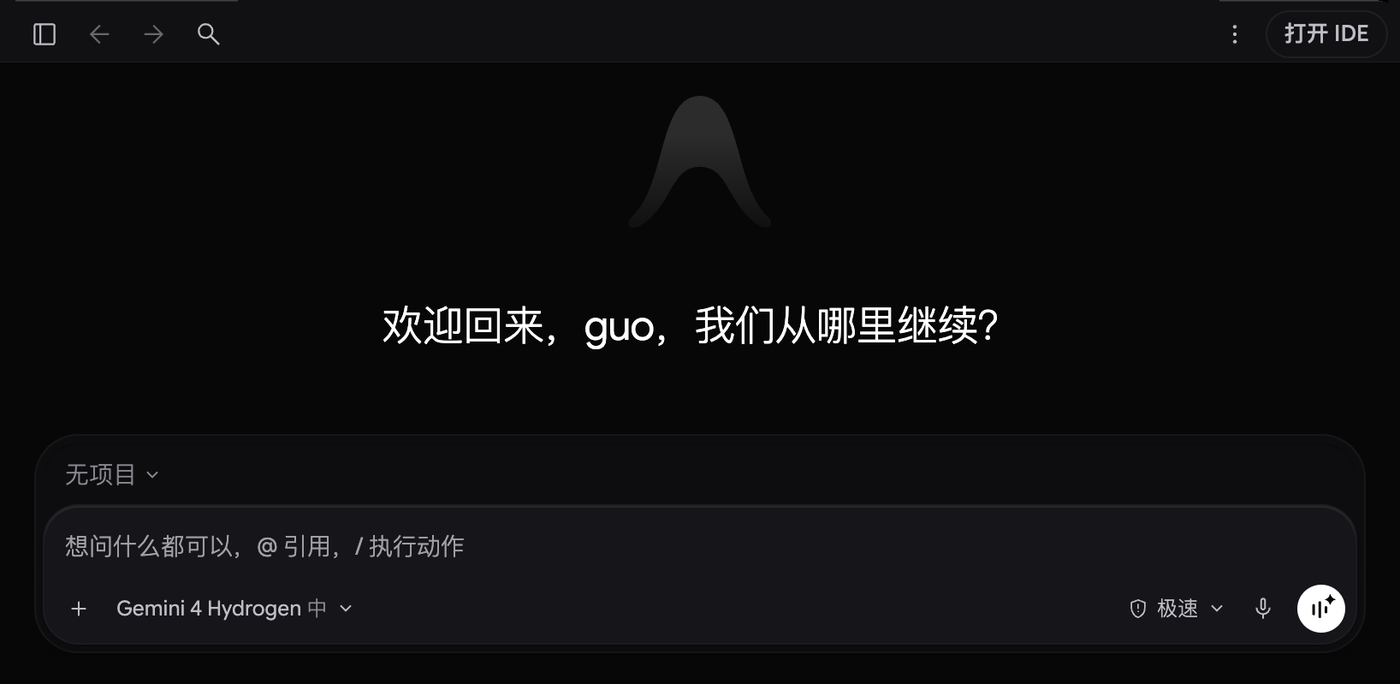 打开 IDE
欢迎回来，guo，我们从哪里继续？
无项目
想问什么都可以，@ 引用，/ 执行动作
Gemini 4 Hydrogen 中
极速